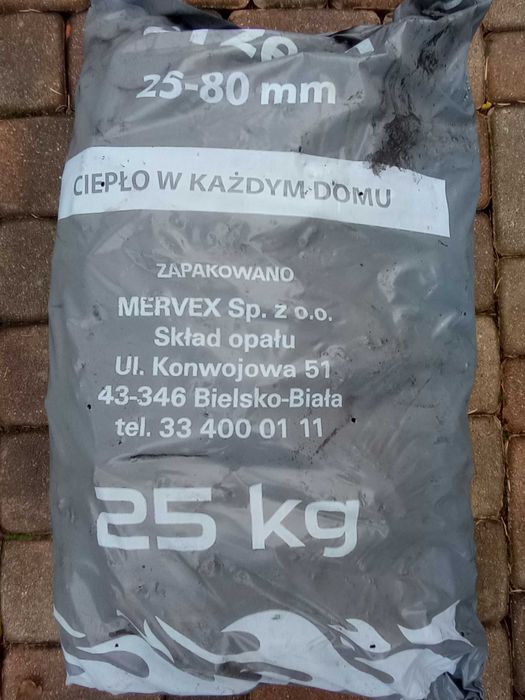 25-80 mm
CIEPŁO W KAŻDYM DOMU
ZAPAKOWANO
MERVEX Sp. z o.o.
Skład opału
Ul. Konwojowa 51
43-346 Bielsko-Biała
tel. 33 400 01 11
25 kg